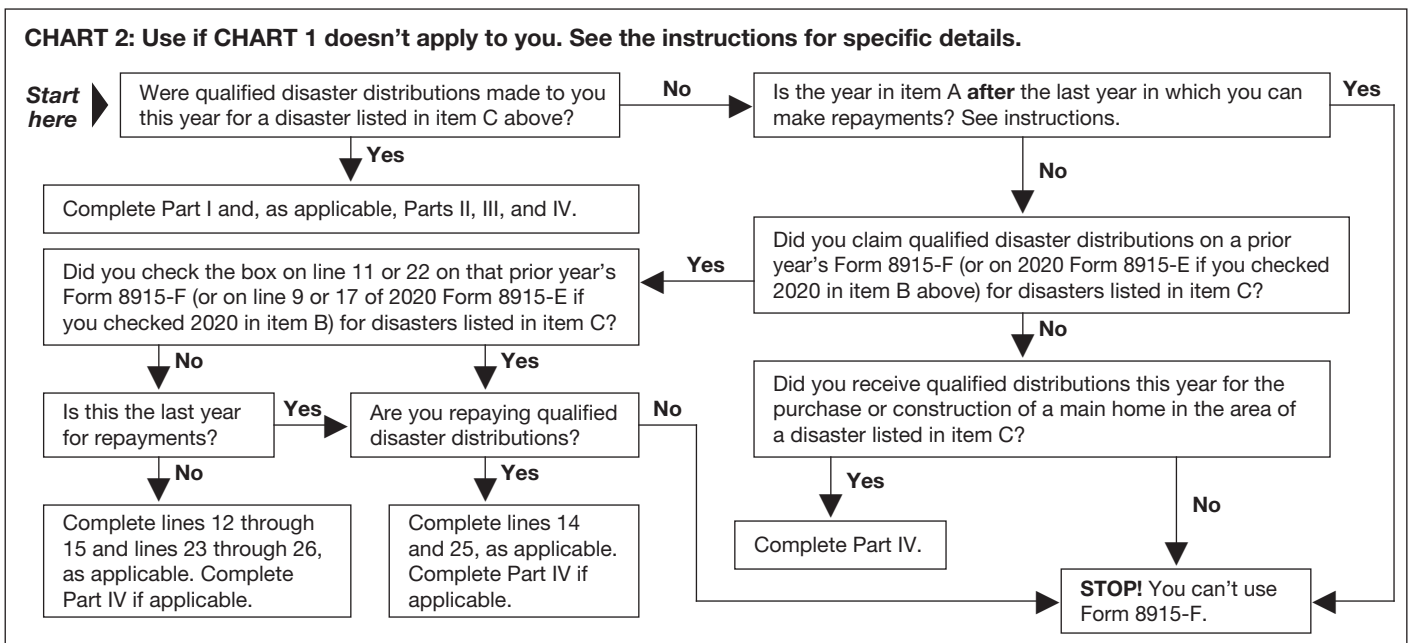 CHART 2: Use if CHART 1 doesn't apply to you. See the instructions for specific details.
Start
here
Were qualified disaster distributions made to you
this year for a disaster listed in item C above?
No
Is the year in item A after the last year in which you can
make repayments? See instructions.
Yes
Yes
No
Complete Part I and, as applicable, Parts II, III, and IV.
Did you claim qualified disaster distributions on a prior
year's Form 8915-F (or on 2020 Form 8915-E if you checked
2020 in item B above) for disasters listed in item C?
Yes
Did you check the box on line 11 or 22 on that prior year's
Form 8915-F (or on line 9 or 17 of 2020 Form 8915-E if
you checked 2020 in item B) for disasters listed in item C?
No
No
Yes
Did you receive qualified distributions this year for the
purchase or construction of a main home in the area of
a disaster listed in item C?
Is this the last year
for repayments?
Yes
Are you repaying qualified
disaster distributions?
No
No
Yes
Yes
No
Complete lines 12 through
15 and lines 23 through 26,
as applicable. Complete
Part IV if applicable.
Complete lines 14
and 25, as applicable.
Complete Part IV if
applicable.
Complete Part IV.
STOP! You can't use
Form 8915-F.